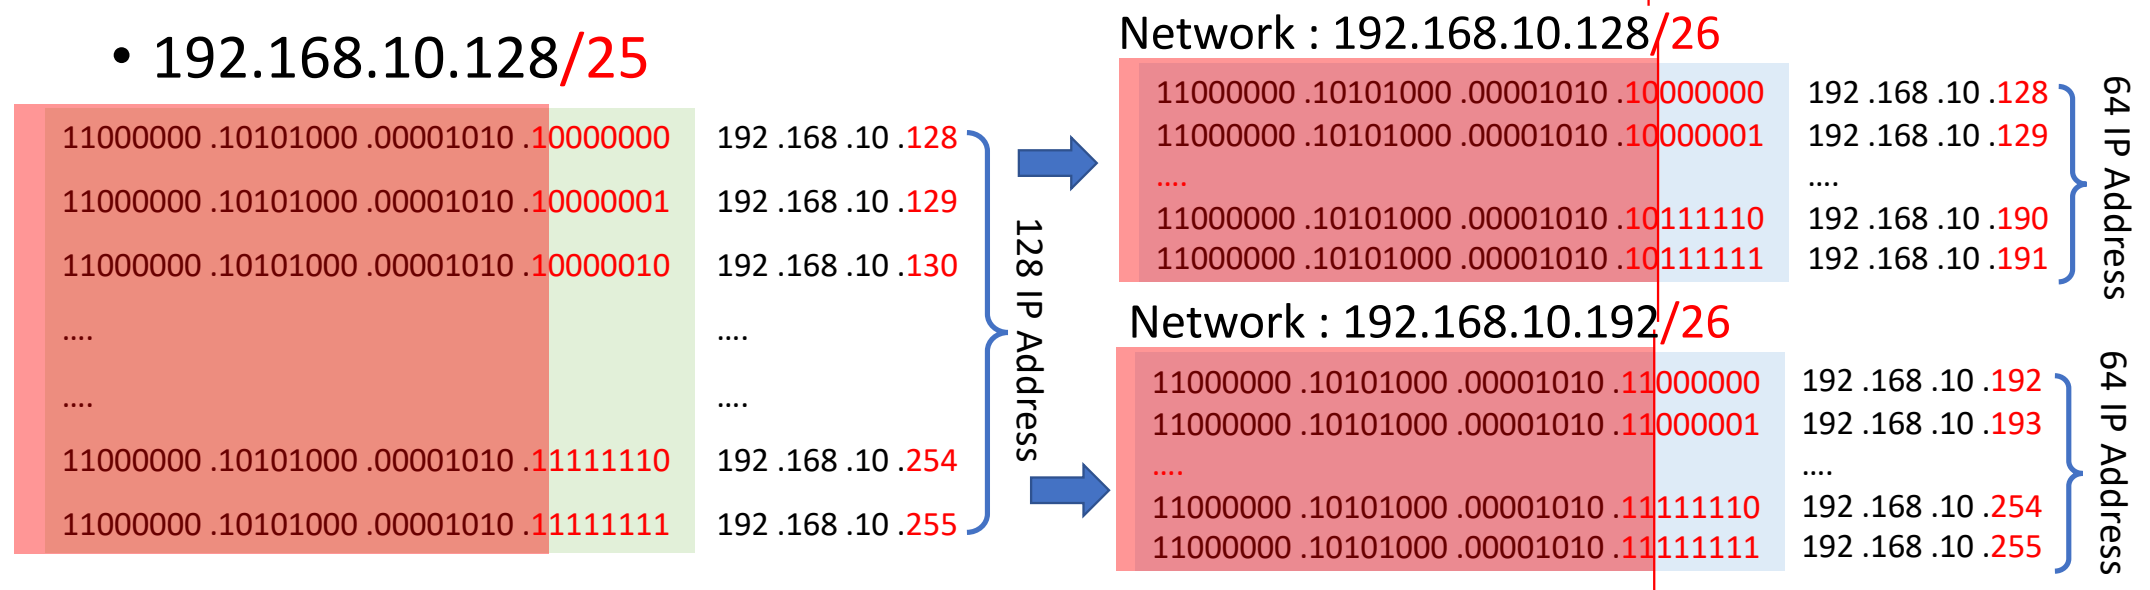 • 192.168.10.128/25
11000000 .10101000 .00001010 .10000000 192 .168 .10 .128
11000000 .10101000 .00001010 .10000001 192 .168 .10 .129
11000000 .10101000 .00001010 .10000010 192 .168 .10 .130
.... ....
.... ....
11000000 .10101000 .00001010 .11111110 192 .168 .10 .254
11000000 .10101000 .00001010 .11111111 192 .168 .10 .255
128 IP Address
Network : 192.168.10.128/26
11000000 .10101000 .00001010 .10000000 192 .168 .10 .128
11000000 .10101000 .00001010 .10000001 192 .168 .10 .129
.... ....
11000000 .10101000 .00001010 .10111110 192 .168 .10 .190
11000000 .10101000 .00001010 .10111111 192 .168 .10 .191
64 IP Address
Network : 192.168.10.192/26
11000000 .10101000 .00001010 .11000000 192 .168 .10 .192
11000000 .10101000 .00001010 .11000001 192 .168 .10 .193
.... ....
11000000 .10101000 .00001010 .11111110 192 .168 .10 .254
11000000 .10101000 .00001010 .11111111 192 .168 .10 .255
64 IP Address